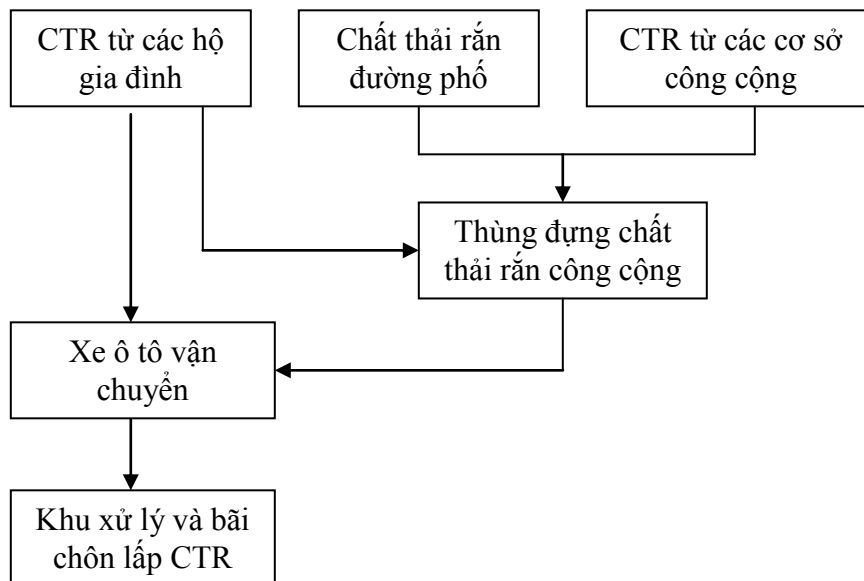 CTR từ các hộ
gia đình
Chất thải rắn
đường phố
CTR từ các cơ sở
công cộng
Thùng đựng chất
thải rắn công cộng
Xe ô tô vận
chuyển
Khu xử lý và bãi
chôn lấp CTR